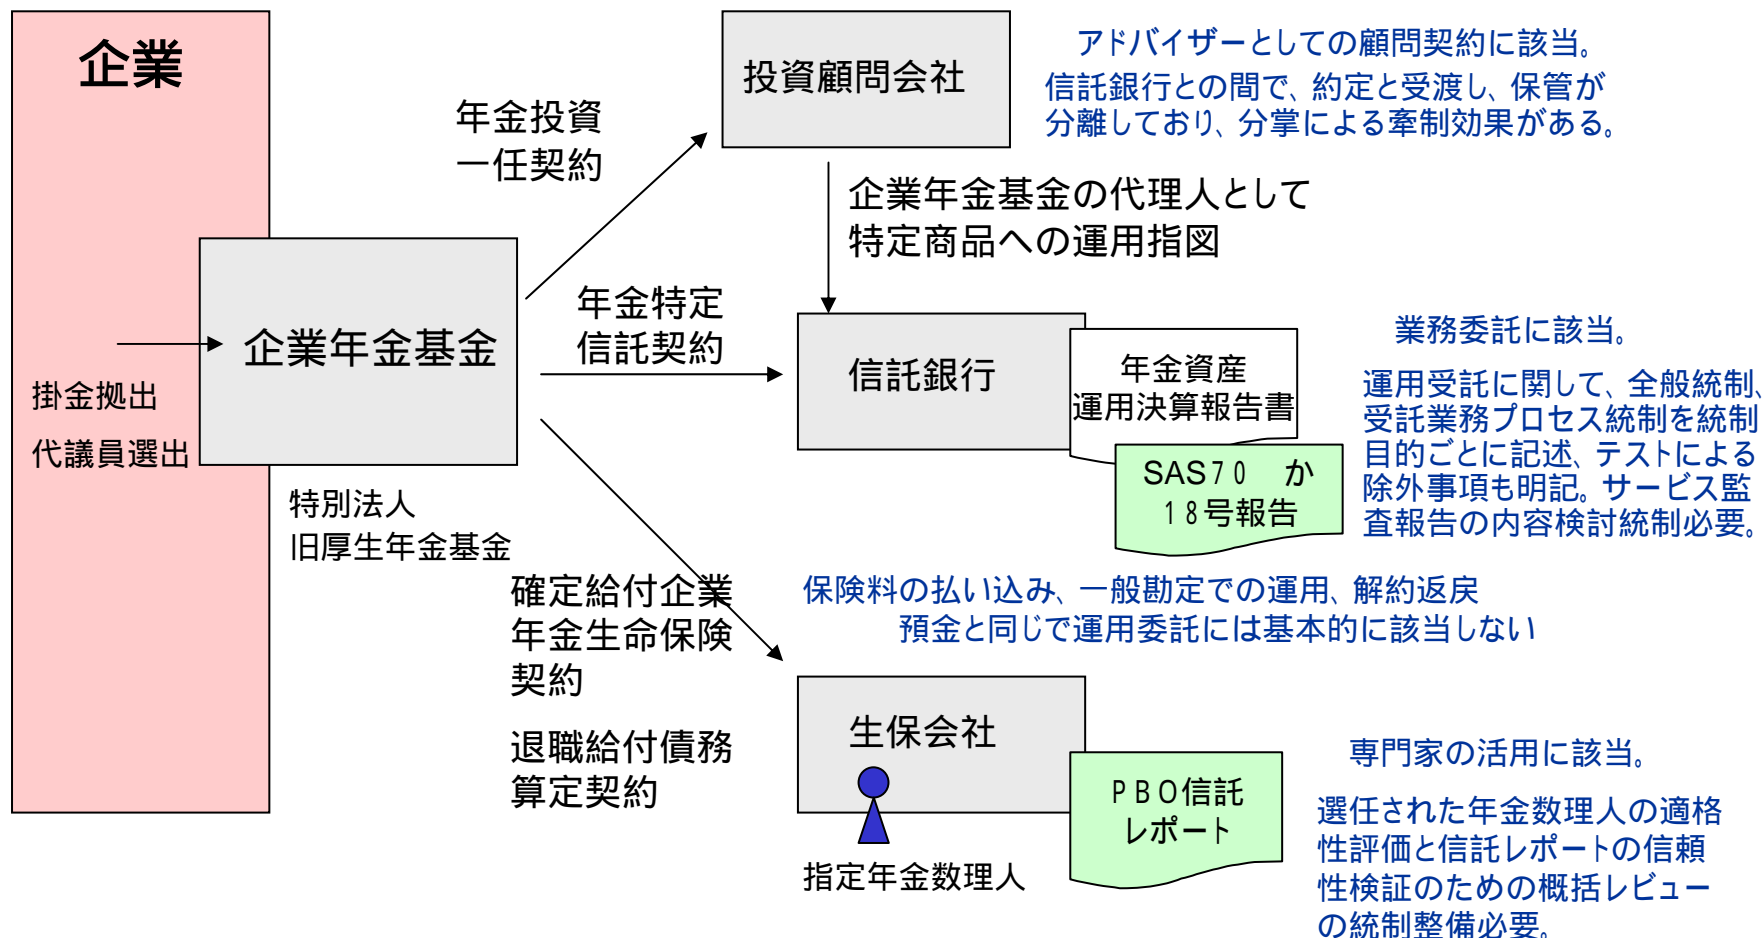 企業
投資顧問会社
アドバイザーとしての顧問契約に該当。
信託銀行との間で、約定と受渡し、保管が
分離しており、分掌による牽制効果がある。
年金投資
一任契約
企業年金基金の代理人として
特定商品への運用指図
企業年金基金
年金特定
信託契約
掛金拠出
代議員選出
信託銀行
年金資産
運用決算報告書
SAS70 か
18号報告
業務委託に該当。
運用受託に関して、全般統制、
受託業務プロセス統制を統制
目的ごとに記述、テストによる
除外事項も明記。サービス監
査報告の内容検討統制必要。
特別法人
旧厚生年金基金
確定給付企業
年金生命保険
契約
保険料の払い込み、一般勘定での運用、解約返戻
預金と同じで運用委託には基本的に該当しない
退職給付債務
算定契約
生保会社
指定年金数理人
PBO信託
レポート
専門家の活用に該当。
選任された年金数理人の適格
性評価と信託レポートの信頼
性検証のための概括レビュー
の統制整備必要。